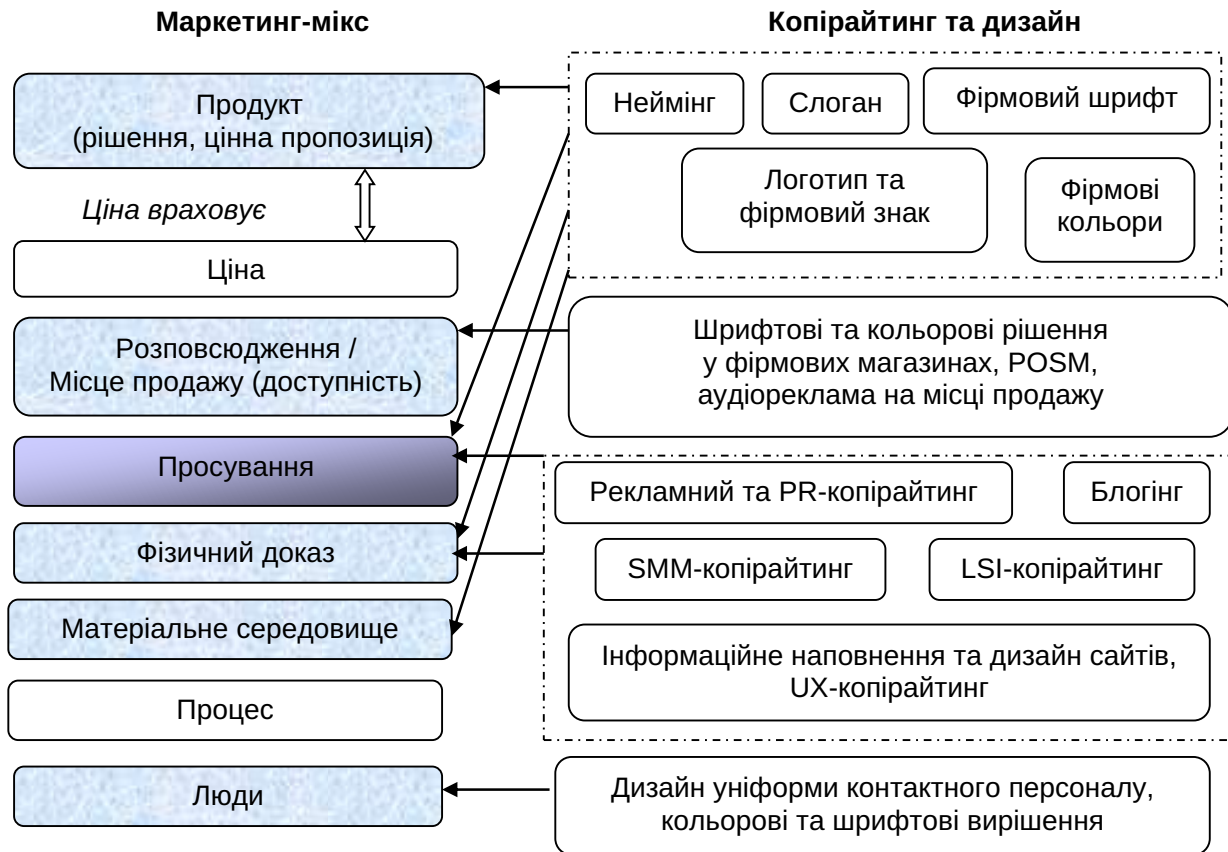 Маркетинг-мікс
Продукт
(рішення, цінна пропозиція)
Ціна враховує
Ціна
Розповсюдження /
Місце продажу (доступність)
Просування
Фізичний доказ
Матеріальне середовище
Процес
Люди
Копірайтинг та дизайн
Неймінг
Слоган
Фірмовий шрифт
Логотип та
фірмовий знак
Фірмові
кольори
Шрифтові та кольорові рішення
у фірмових магазинах, POSM,
аудіореклама на місці продажу
Рекламний та PR-копірайтинг
Блогінг
SMM-копірайтинг
LSI-копірайтинг
Інформаційне наповнення та дизайн сайтів,
UX-копірайтинг
Дизайн уніформи контактного персоналу,
кольорові та шрифтові вирішення